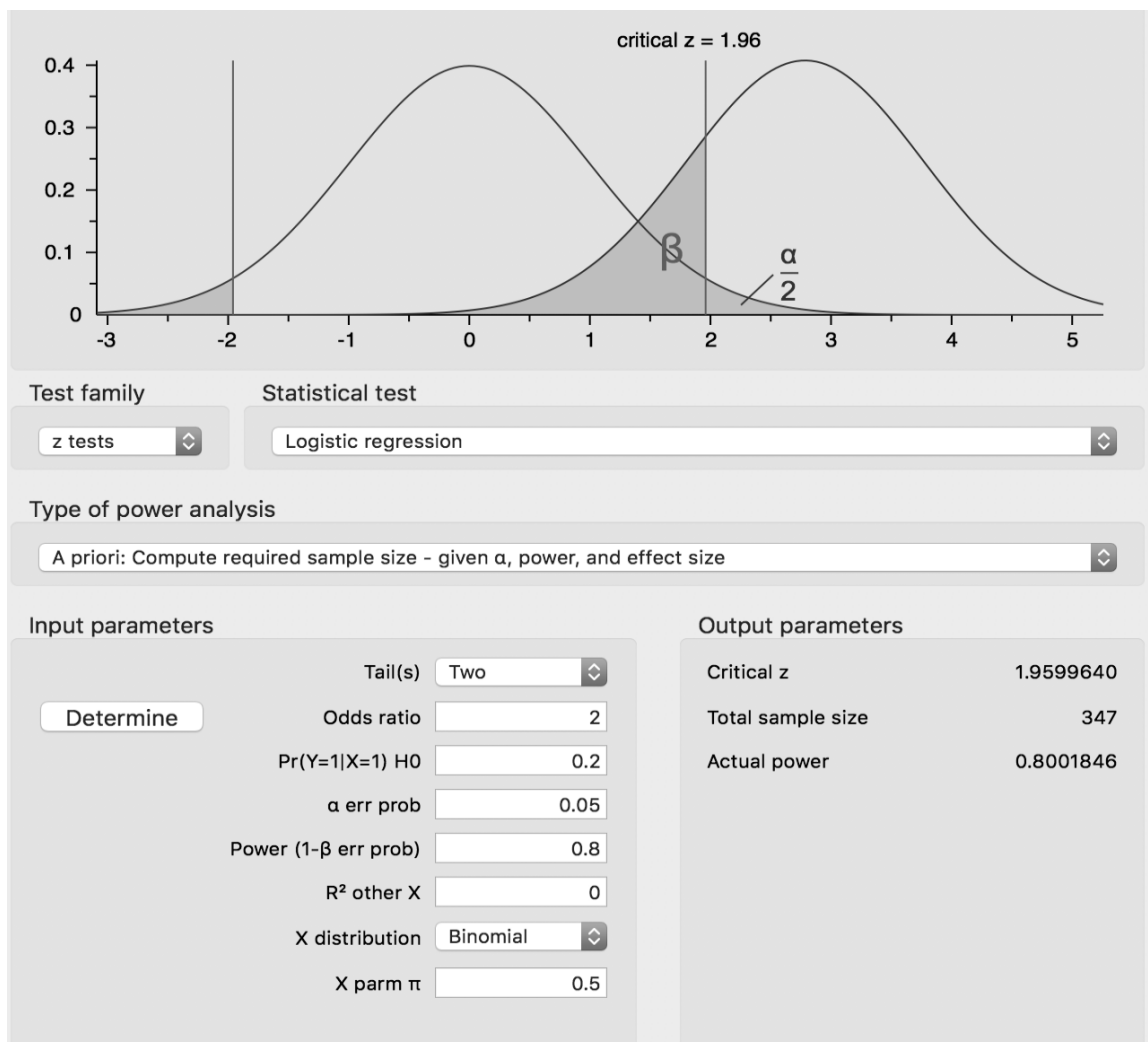 critical z = 1.96
0.4
0.3
0.2
0.1
0
β
α
2
-3 -2 -1 0 1 2 3 4 5
Test family Statistical test
z tests Logistic regression
Type of power analysis
A priori: Compute required sample size - given α, power, and effect size
Input parameters
Tail(s) Two
Determine Odds ratio 2
Pr(Y=1|X=1) H0 0.2
α err prob 0.05
Power (1-β err prob) 0.8
R² other X 0
X distribution Binomial
X parm π 0.5
Output parameters
Critical z 1.9599640
Total sample size 347
Actual power 0.8001846